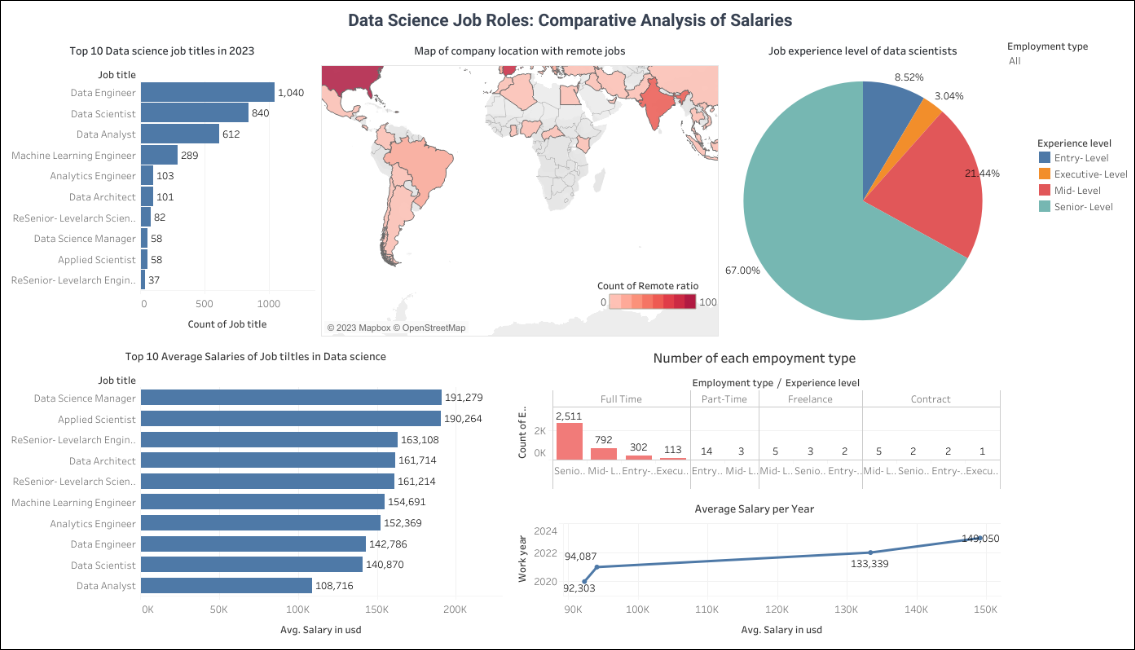 Data Science Job Roles: Comparative Analysis of Salaries
Top 10 Data science job titles in 2023
Job title
Data Engineer
1,040
Data Scientist
840
Data Analyst
612
Machine Learning Engineer
289
Analytics Engineer
103
Data Architect
101
ReSenior- Levelarch Scien..
82
Data Science Manager
58
Applied Scientist
58
ReSenior- Levelarch Engin..
37
0 500 1000
Count of Job title
Map of company location with remote jobs
Count of Remote ratio
0 100
© 2023 Mapbox © OpenStreetMap
Job experience level of data scientists
8.52%
3.04%
21.44%
67.00%
Employment type
All
Experience level
Entry- Level
Executive- Level
Mid- Level
Senior- Level
Top 10 Average Salaries of Job tiltles in Data science
Job title
Data Science Manager
191,279
Applied Scientist
190,264
ReSenior- Levelarch Engin..
163,108
Data Architect
161,714
ReSenior- Levelarch Scien..
161,214
Machine Learning Engineer
154,691
Analytics Engineer
152,369
Data Engineer
142,786
Data Scientist
140,870
Data Analyst
108,716
0K 50K 100K 150K 200K
Avg. Salary in usd
Number of each empoyment type
Employment type / Experience level
Full Time Part-Time Freelance Contract
Count of E..
2K
0K
2,511 792 302 113 14 3 5 3 2 5 2 2 1
Senio.. Mid- L.. Entry-.. Execu.. Entry.. Mid- L.. Mid- L.. Senio.. Entry-.. Mid- L.. Senio.. Entry-.. Execu..
Average Salary per Year
Work year
2024
2022
2020
92,303
94,087
133,339
149,050
90K 100K 110K 120K 130K 140K 150K
Avg. Salary in usd